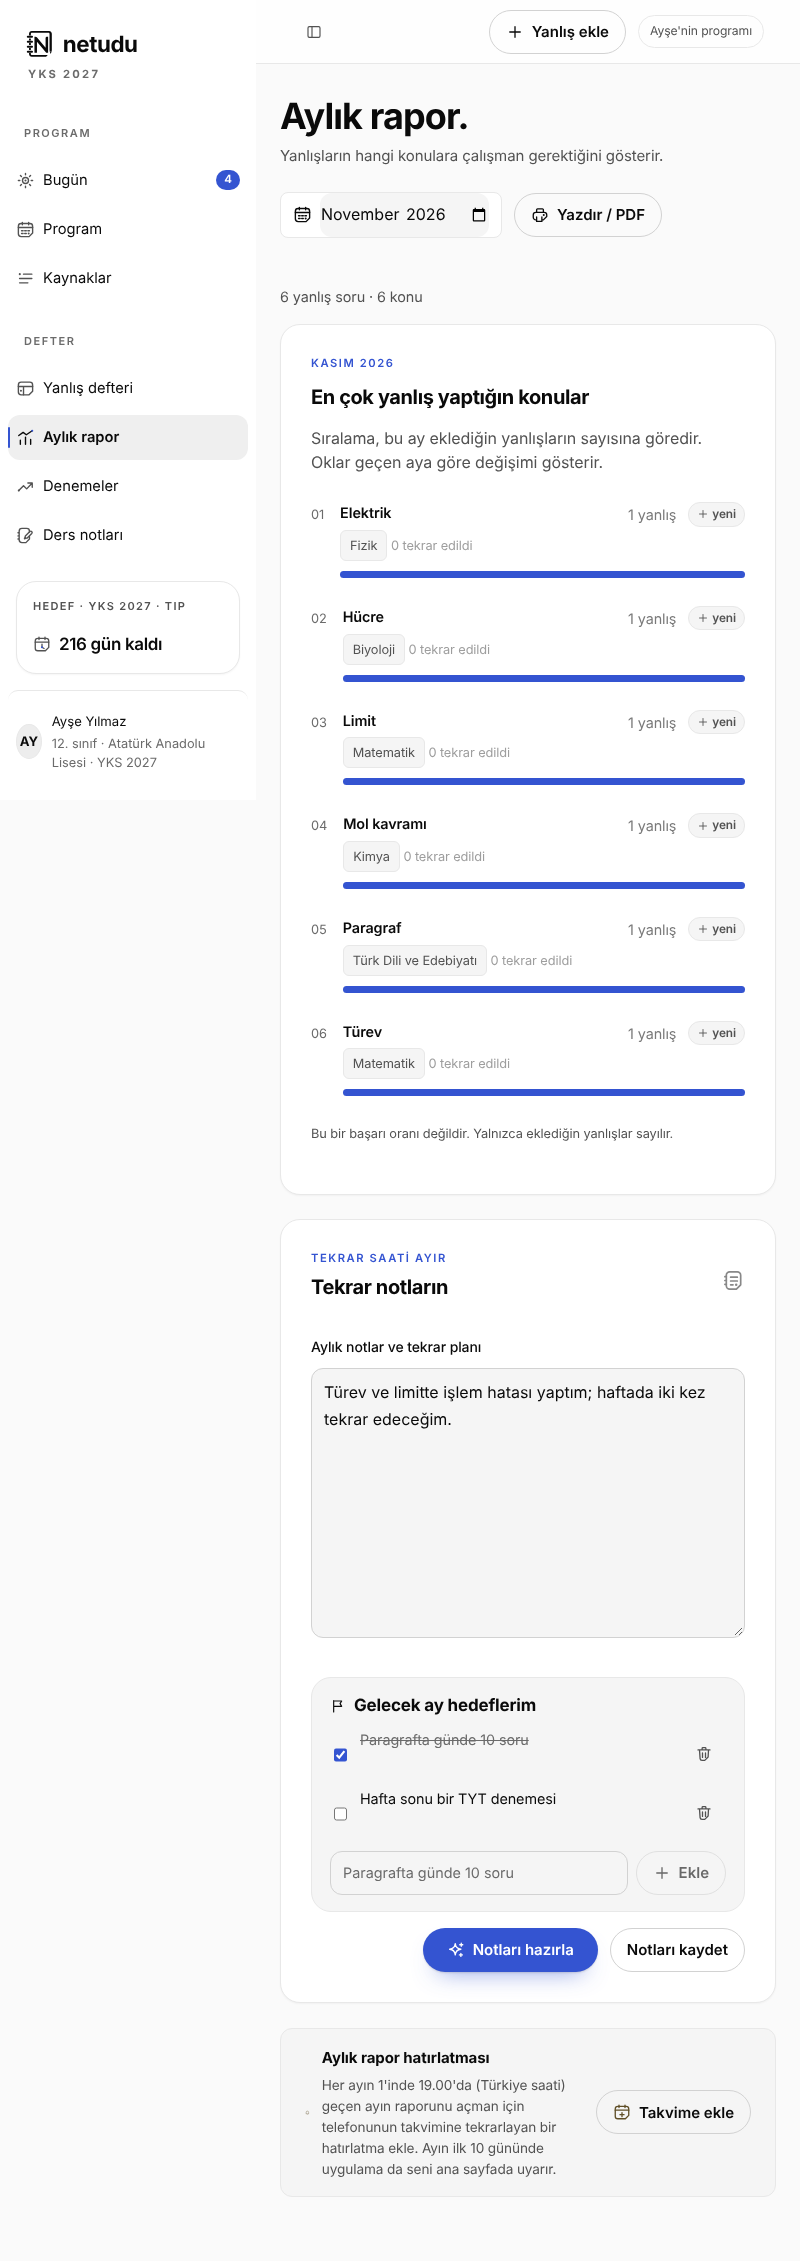 netudu
YKS 2027
PROGRAM
Bugün
4
Program
Kaynaklar
DEFTER
Yanlış defteri
Aylık rapor
Denemeler
Ders notları
HEDEF · YKS 2027 · TIP
216 gün kaldı
AY
Ayşe Yılmaz
12. sınıf · Atatürk Anadolu
Lisesi · YKS 2027
Yanlış ekle
Ayşe'nin programı
Aylık rapor.
Yanlışların hangi konulara çalışman gerektiğini gösterir.
November 2026
Yazdır / PDF
6 yanlış soru · 6 konu
KASIM 2026
En çok yanlış yaptığın konular
Sıralama, bu ay eklediğin yanlışların sayısına göredir.
Oklar geçen aya göre değişimi gösterir.
01 Elektrik 1 yanlış + yeni
Fizik 0 tekrar edildi
02 Hücre 1 yanlış + yeni
Biyoloji 0 tekrar edildi
03 Limit 1 yanlış + yeni
Matematik 0 tekrar edildi
04 Mol kavramı 1 yanlış + yeni
Kimya 0 tekrar edildi
05 Paragraf 1 yanlış + yeni
Türk Dili ve Edebiyatı 0 tekrar edildi
06 Türev 1 yanlış + yeni
Matematik 0 tekrar edildi
Bu bir başarı oranı değildir. Yalnızca eklediğin yanlışlar sayılır.
TEKRAR SAATİ AYIR
Tekrar notların
Aylık notlar ve tekrar planı
Türev ve limitte işlem hatası yaptım; haftada iki kez
tekrar edeceğim.
Gelecek ay hedeflerim
Paragrafta günde 10 soru
Hafta sonu bir TYT denemesi
Paragrafta günde 10 soru
+ Ekle
Notları hazırla
Notları kaydet
Aylık rapor hatırlatması
Her ayın 1'inde 19.00'da (Türkiye saati)
geçen ayın raporunu açman için
telefonunun takvimine tekrarlayan bir
hatırlatma ekle. Ayın ilk 10 gününde
uygulama da seni ana sayfada uyarır.
Takvime ekle